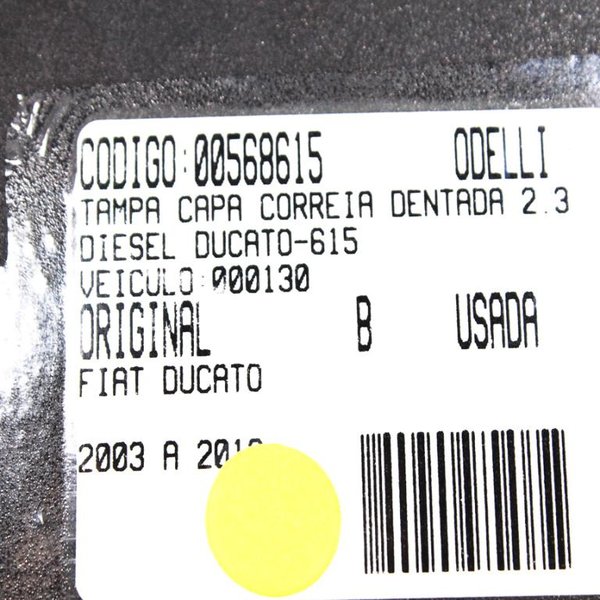 CODIGO:00568615 ODELLI
TAMPA CAPA CORREIA DENTADA 2.3
DIESEL DUCATO-615
VEICULO:000130
ORIGINAL B USADA
FIAT DUCATO
2003 A